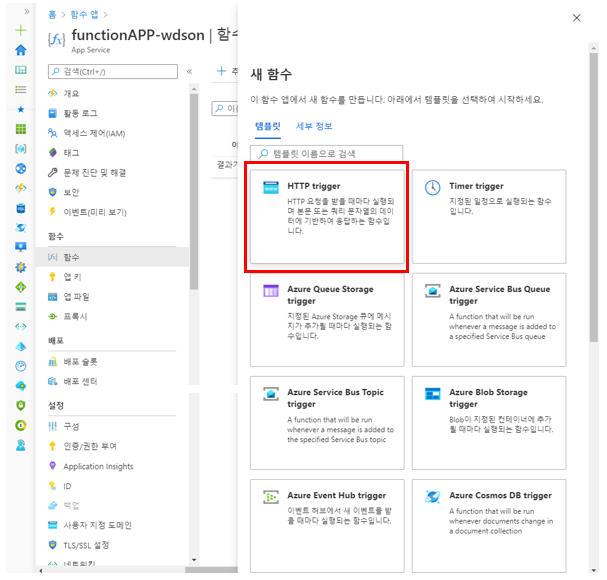 홈 > 함수 앱 >
functionAPP-wdson | 함수
App Service
검색(Ctrl+/)
개요
활동 로그
액세스 제어(IAM)
태그
문제 진단 및 해결
보안
이벤트(미리 보기)
함수
함수
앱 키
앱 파일
프록시
배포
배포 슬롯
배포 센터
설정
구성
인증/권한 부여
Application Insights
ID
백업
사용자 지정 도메인
TLS/SSL 설정
네트워킹
이름
결과가
새 함수
이 함수 앱에서 새 함수를 만듭니다. 아래에서 템플릿을 선택하여 시작하세요.
템플릿 세부 정보
템플릿 이름으로 검색
HTTP trigger
HTTP 요청을 받을 때마다 실행되
며 본문 또는 쿼리 문자열의 데이
터에 기반하여 응답하는 함수입니
다.
Timer trigger
지정된 일정으로 실행되는 함수
입니다.
Azure Queue Storage
trigger
지정된 Azure Storage 큐에 메시
지가 추가될 때마다 실행되는 함
수입니다.
Azure Service Bus Queue
trigger
A function that will be run
whenever a message is added to
a specified Service Bus queue
Azure Service Bus Topic
trigger
A function that will be run
whenever a message is added to
the specified Service Bus topic
Azure Blob Storage
trigger
Blob이 지정된 컨테이너에 추가
될 때마다 실행되는 함수입니다.
Azure Event Hub trigger
이벤트 허브에서 새 이벤트를 받
을 때마다 실행되는 함수입니다.
Azure Cosmos DB trigger
A function that will be run
whenever documents change in
a document collection